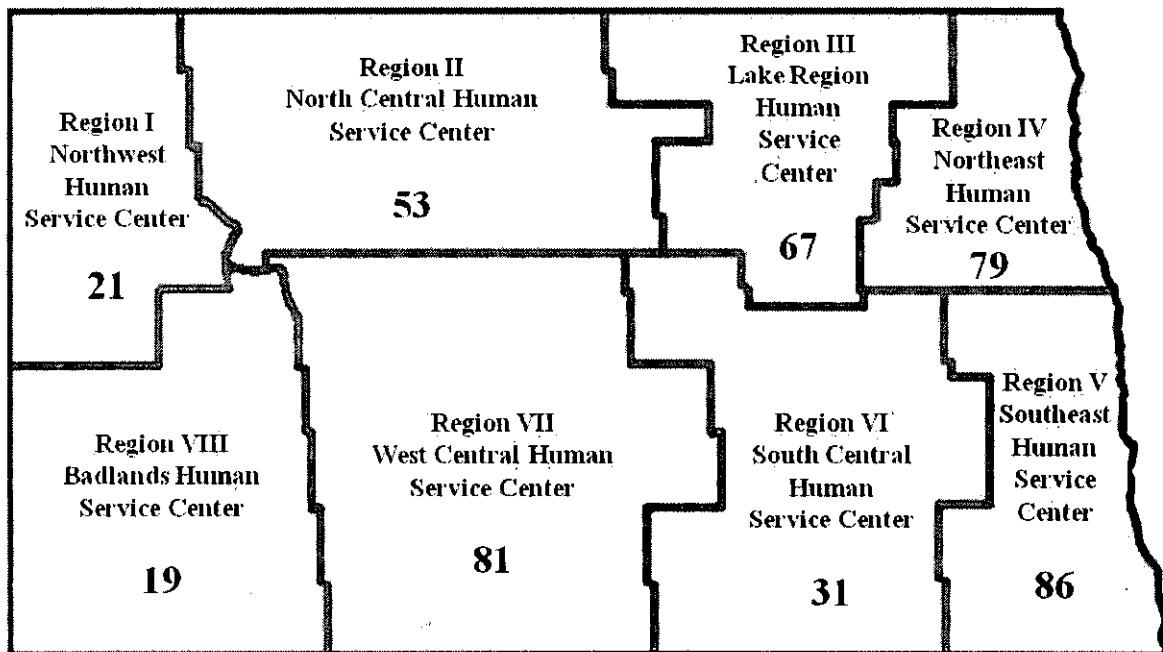 Region I
Northwest
Human
Service Center
21
Region II
North Central Human
Service Center
53
Region III
Lake Region
Human
Service
Center
67
Region IV
Northeast
Human
Service Center
79
Region VIII
Badlands Human
Service Center
19
Region VII
West Central Human
Service Center
81
Region VI
South Central
Human
Service Center
31
Region V
Southeast
Human
Service
Center
86